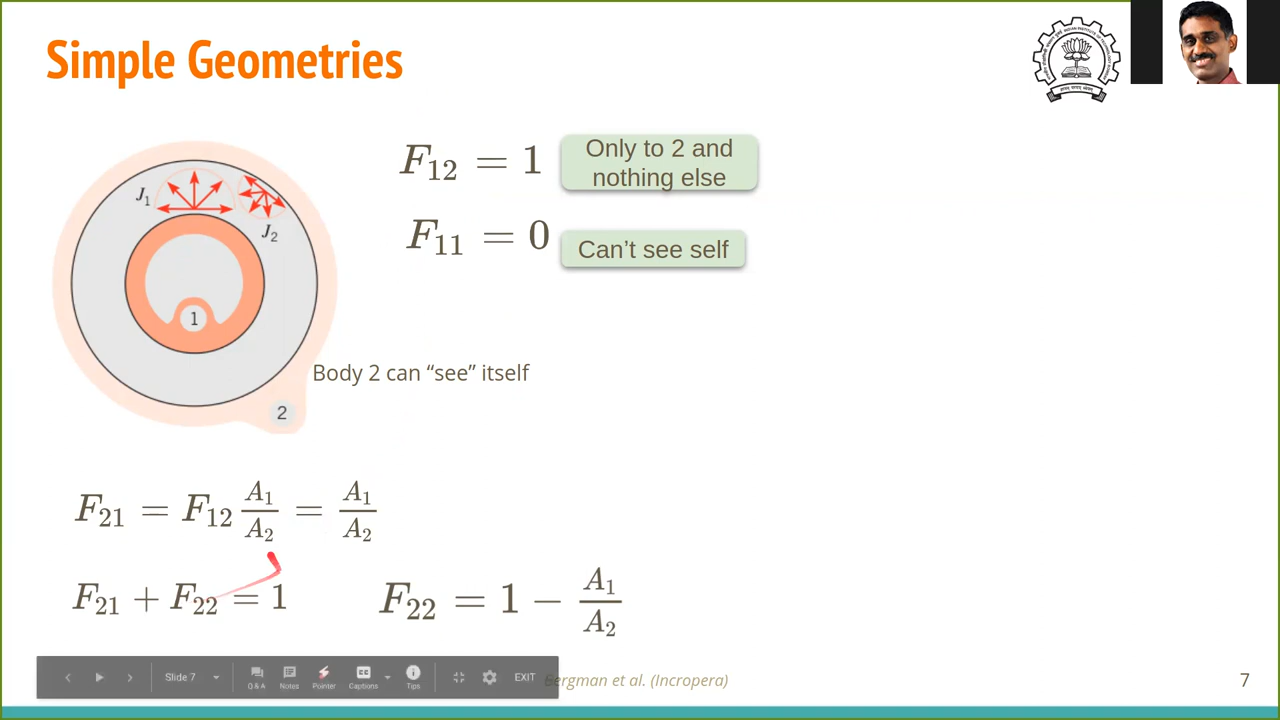 Simple Geometries
F₁₂ = 1
Only to 2 and
nothing else
F₁₁ = 0
Can't see self
J₁
J₂
1
Body 2 can “see” itself
2
F₂₁ = F₁₂ A₁/A₂ = A₁/A₂
F₂₁ + F₂₂ = 1
F₂₂ = 1 − A₁/A₂
Slide 7
Q & A
Notes
Pointer
Captions
Tips
EXIT
Bergman et al. (Incropera)
7